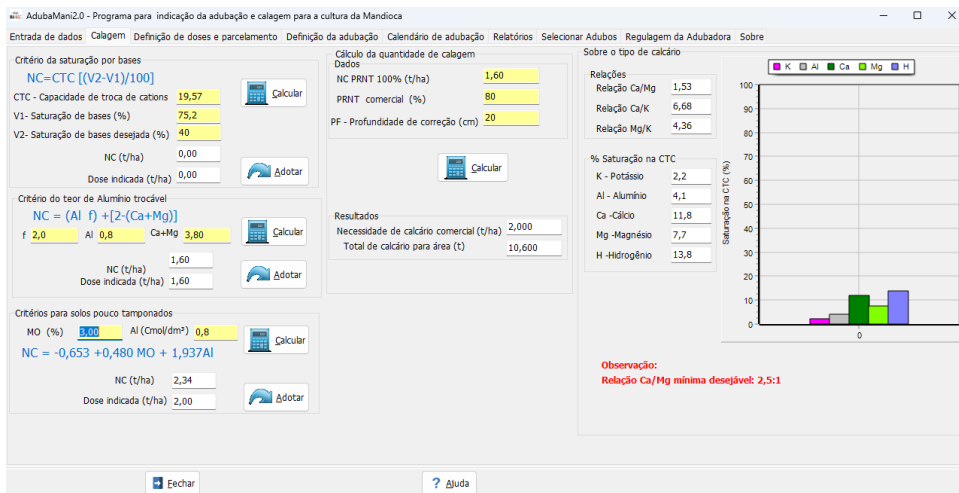 AdubaMani2.0 - Programa para indicação da adubação e calagem para a cultura da Mandioca
Entrada de dados Calagem Definição de doses e parcelamento Definição da adubação Calendário de adubação Relatórios Selecionar Adubos Regulagem da Adubadora Sobre
Critério da saturação por bases
NC=CTC [(V2-V1)/100]
CTC - Capacidade de troca de cations 19,57
V1- Saturação de bases (%) 75,2
V2- Saturação de bases desejada (%) 40
Calcular
NC (t/ha) 0,00
Dose indicada (t/ha) 0,00
Adotar
Critério do teor de Alumínio trocável
NC = (Al f) +[2-(Ca+Mg)]
f 2,0 Al 0,8 Ca+Mg 3,80
Calcular
NC (t/ha) 1,60
Dose indicada (t/ha) 1,60
Adotar
Critérios para solos pouco tamponados
MO (%) 3,00 Al (Cmol/dm³) 0,8
Calcular
NC = -0,653 +0,480 MO + 1,937Al
NC (t/ha) 2,34
Dose indicada (t/ha) 2,00
Adotar
Cálculo da quantidade de calagem
Dados
NC PRNT 100% (t/ha) 1,60
PRNT comercial (%) 80
PF - Profundidade de correção (cm) 20
Calcular
Resultados
Necessidade de calcário comercial (t/ha) 2,000
Total de calcário para área (t) 10,600
Sobre o tipo de calcário
Relações
Relação Ca/Mg 1,53
Relação Ca/K 6,68
Relação Mg/K 4,36
% Saturação na CTC
K - Potássio 2,2
Al - Alumínio 4,1
Ca -Cálcio 11,8
Mg -Magnésio 7,7
H -Hidrogênio 13,8
K Al Ca Mg H
Saturação na CTC (%)
100
90
80
70
60
50
40
30
20
10
0
0
Observação:
Relação Ca/Mg mínima desejável: 2,5:1
Fechar
? Ajuda